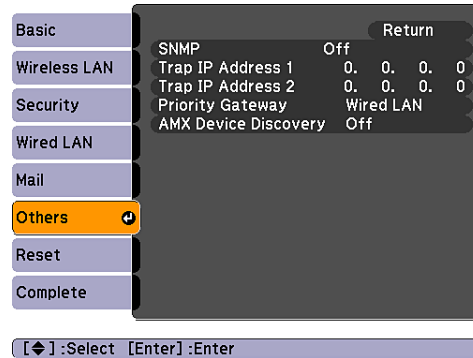 Basic
Wireless LAN
Security
Wired LAN
Mail
Others
Reset
Complete
Return
SNMP Off
Trap IP Address 1 0. 0. 0. 0
Trap IP Address 2 0. 0. 0. 0
Priority Gateway Wired LAN
AMX Device Discovery Off
[◆] :Select [Enter] :Enter